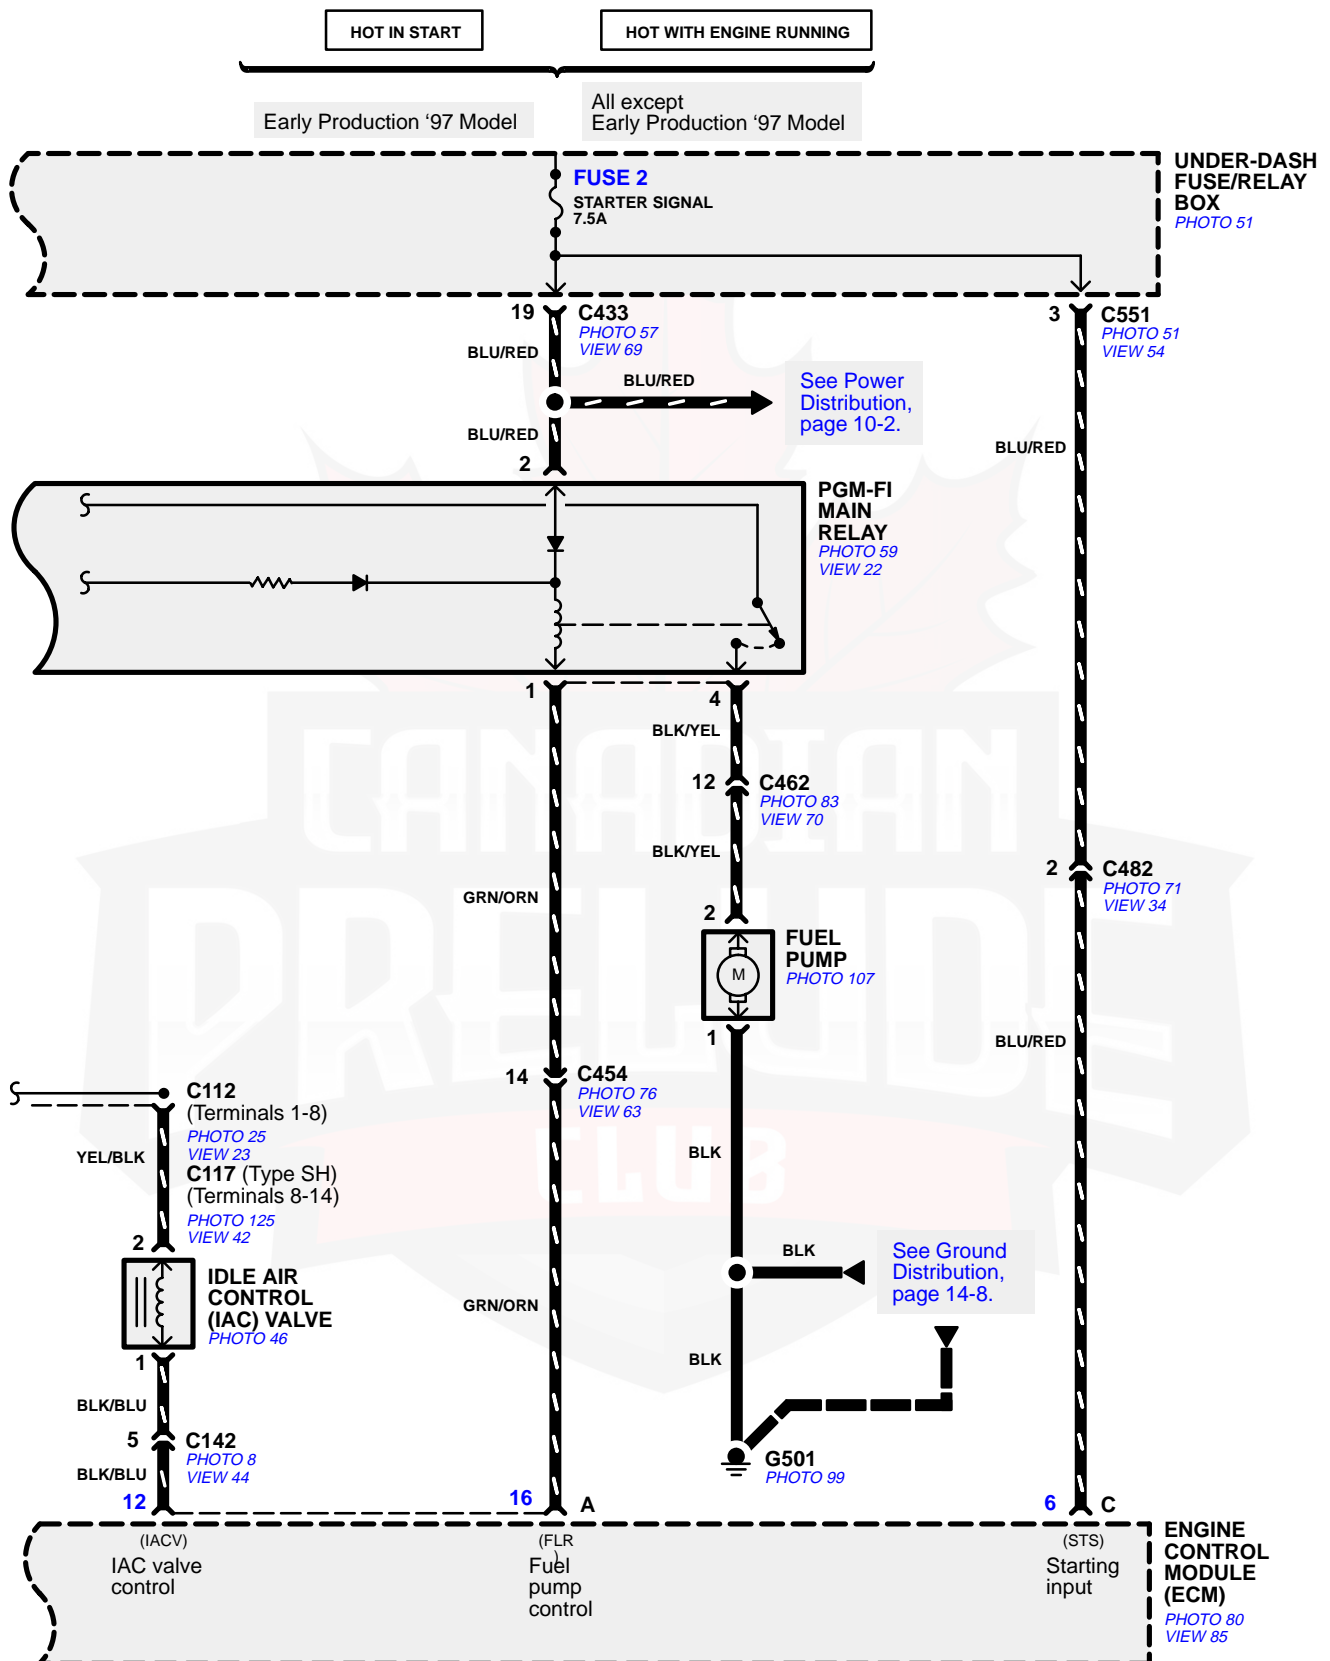 HOT IN START
HOT WITH ENGINE RUNNING
Early Production ‘97 Model
All except
Early Production ‘97 Model
UNDER-DASH
FUSE/RELAY
BOX
PHOTO 51
FUSE 2
STARTER SIGNAL
7.5A
19
C433
PHOTO 57
VIEW 69
3
C551
PHOTO 51
VIEW 54
BLU/RED
BLU/RED
See Power
Distribution,
page 10-2.
BLU/RED
BLU/RED
2
PGM-FI
MAIN
RELAY
PHOTO 59
VIEW 22
1
4
BLK/YEL
12
C462
PHOTO 83
VIEW 70
BLK/YEL
2
C482
PHOTO 71
VIEW 34
GRN/ORN
2
FUEL
PUMP
PHOTO 107
M
1
BLU/RED
14
C454
PHOTO 76
VIEW 63
C112
(Terminals 1-8)
PHOTO 25
VIEW 23
YEL/BLK
C117 (Type SH)
(Terminals 8-14)
PHOTO 125
VIEW 42
BLK
2
IDLE AIR
CONTROL
(IAC) VALVE
PHOTO 46
BLK
See Ground
Distribution,
page 14-8.
GRN/ORN
1
BLK
BLK/BLU
5
C142
PHOTO 8
VIEW 44
BLK/BLU
G501
PHOTO 99
12
16
A
6
C
(IACV)
IAC valve
control
(FLR
)
Fuel
pump
control
(STS)
Starting
input
ENGINE
CONTROL
MODULE
(ECM)
PHOTO 80
VIEW 85
CANADIAN
PRELUDE
CLUB